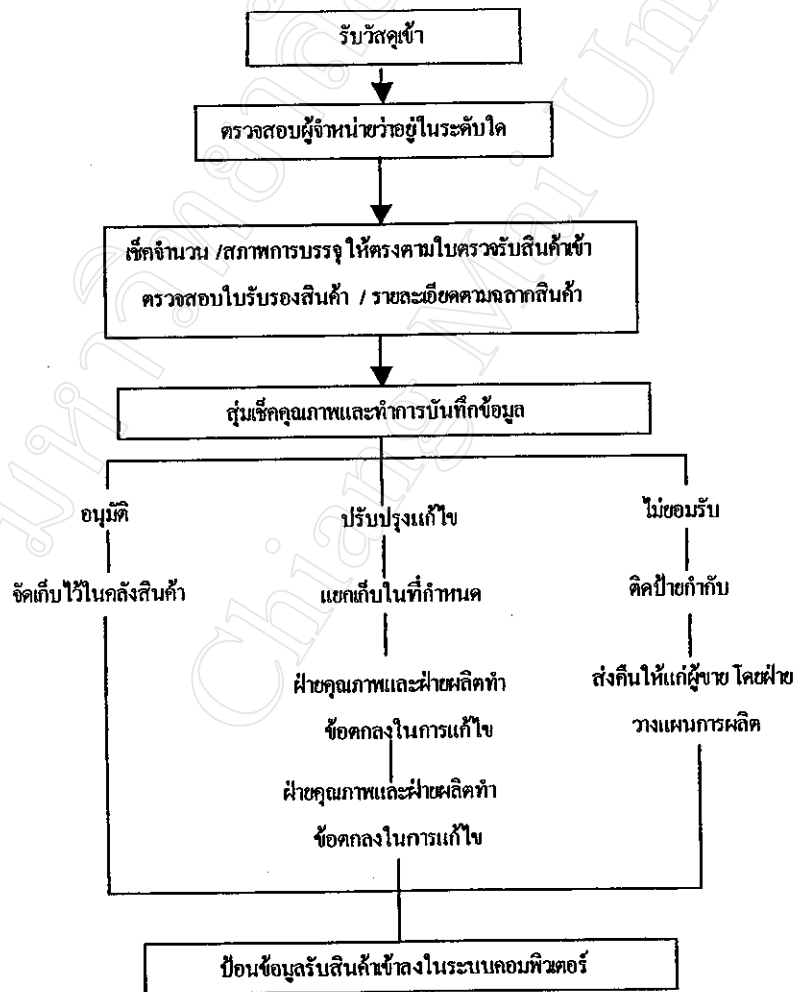 รับวัสดุเข้า
ตรวจสอบผู้จำหน่ายว่าอยู่ในระดับใด
เช็คจำนวน /สภาพการบรรจุ ให้ตรงตามใบตรวจรับสินค้าเข้า
ตรวจสอบใบรับรองสินค้า / รายละเอียดตามฉลากสินค้า
สุ่มเช็คคุณภาพและทำการบันทึกข้อมูล
อนุมัติ
ปรับปรุงแก้ไข
ไม่ยอมรับ
จัดเก็บไว้ในคลังสินค้า
แยกเก็บในที่กำหนด
ติดป้ายกำกับ
ฝ่ายคุณภาพและฝ่ายผลิตทำ
ข้อตกลงในการแก้ไข
ส่งคืนให้แก่ผู้ขาย โดยฝ่าย
วางแผนการผลิต
ฝ่ายคุณภาพและฝ่ายผลิตทำ
ข้อตกลงในการแก้ไข
ป้อนข้อมูลรับสินค้าเข้าลงในระบบคอมพิวเตอร์
Chiang Mai Uni